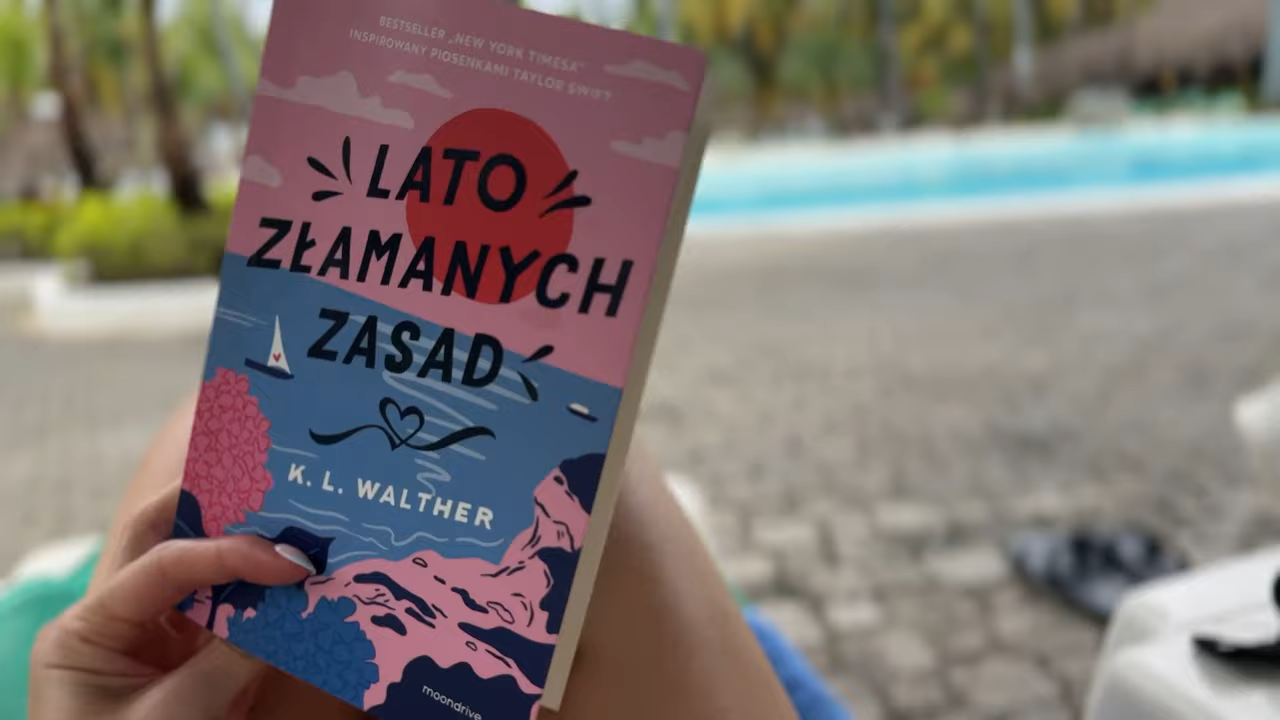 BESTSELLER „NEW YORK TIMESA"
INSPIROWANY PIOSENKAMI TAYLOR SWIFT
LATO
ZŁAMANYCH
ZASAD
K. L. WALTHER
moondrive